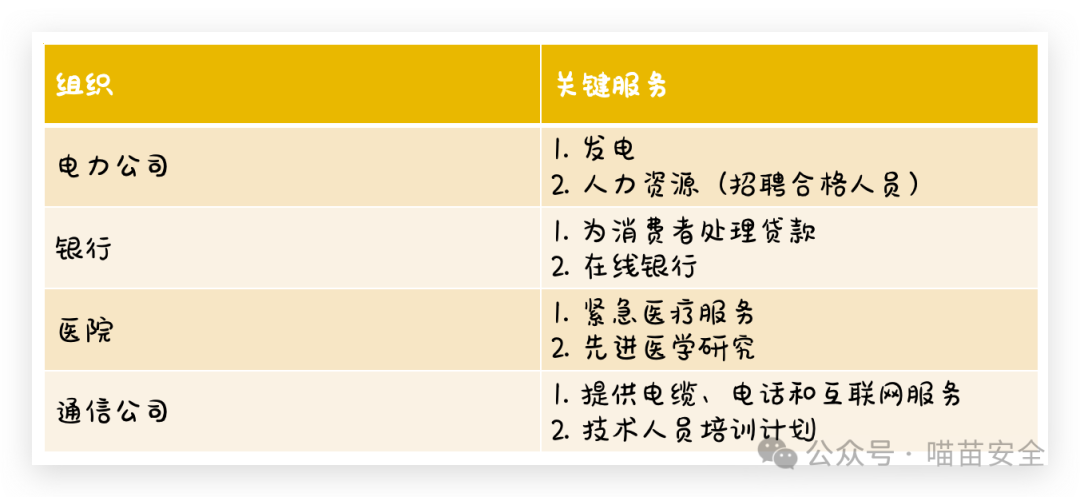 组织
关键服务
电力公司
1. 发电
2. 人力资源（招聘合格人员）
银行
1. 为消费者处理贷款
2. 在线银行
医院
1. 紧急医疗服务
2. 先进医学研究
通信公司
1. 提供电缆、电话和互联网服务
2. 技术人员培训计划
公众号 · 喵苗安全